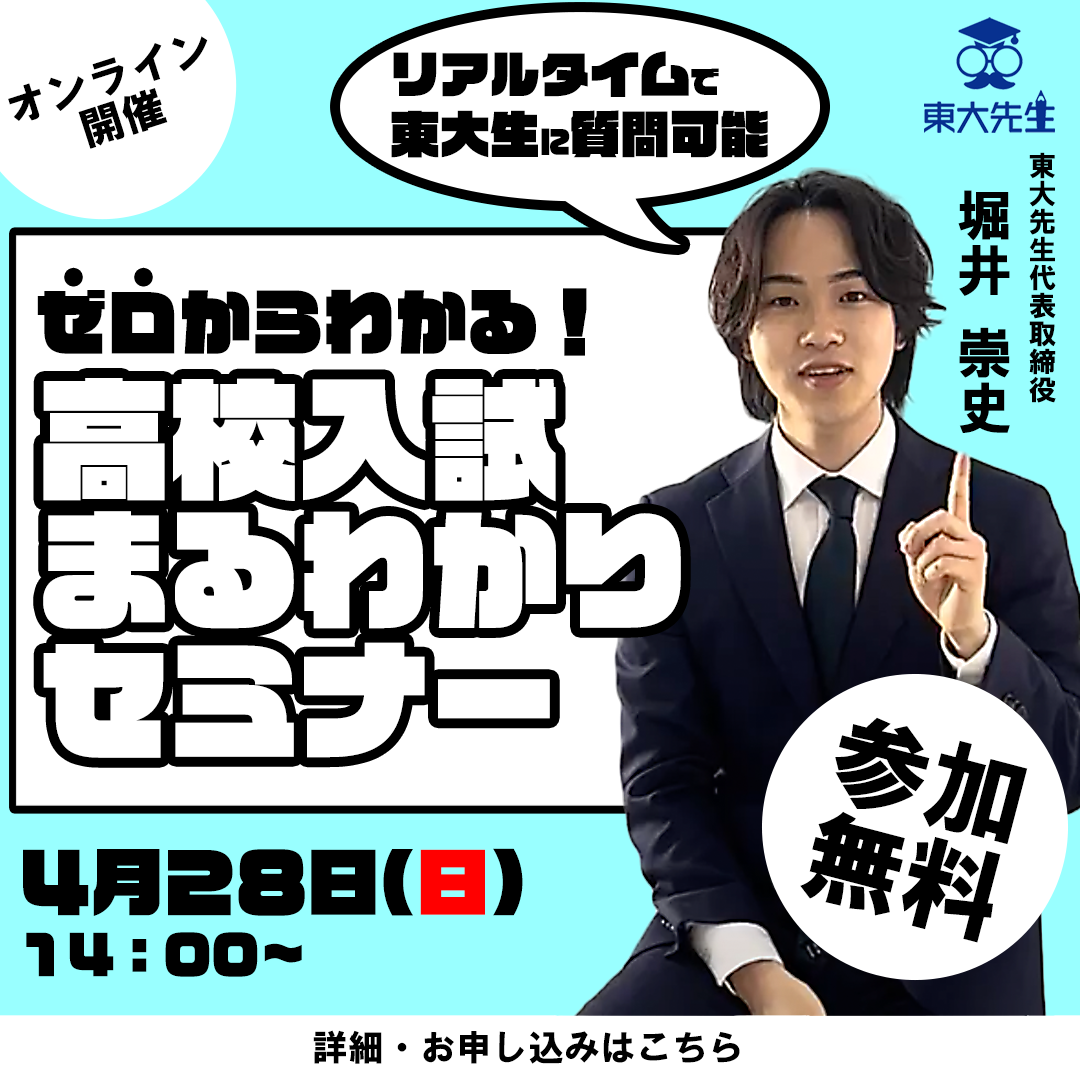 オンライン
開催
リアルタイムで
東大生に質問可能
東大先生
東大先生代表取締役
堀井 崇史
ゼロからわかる！
高校入試
まるわかり
セミナー
参加
無料
4月28日(日)
14：00~
詳細・お申し込みはこちら